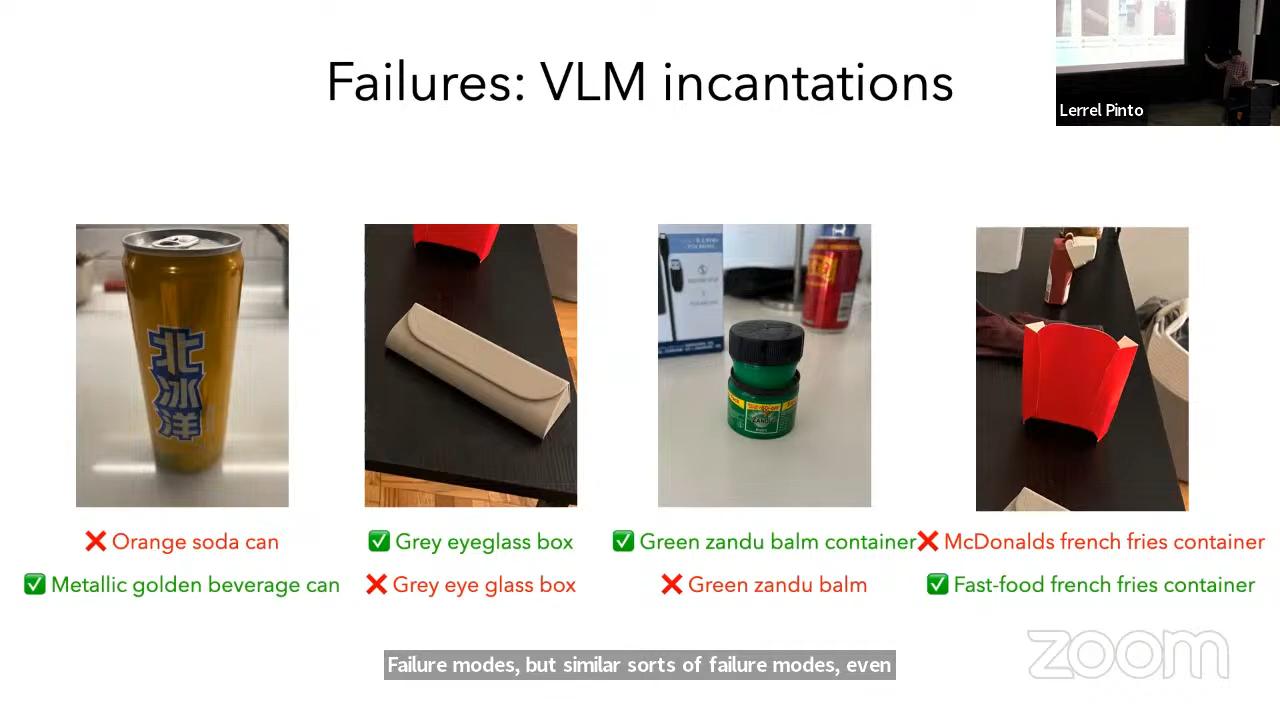 Failures: VLM incantations
Lerrel Pinto
北
冰
洋
ZANDU
❌ Orange soda can
✅ Metallic golden beverage can
✅ Grey eyeglass box
❌ Grey eye glass box
✅ Green zandu balm container
❌ Green zandu balm
❌ McDonalds french fries container
✅ Fast-food french fries container
Failure modes, but similar sorts of failure modes, even
zoom